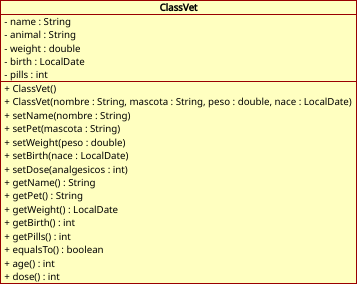 ClassVet
- name : String
- animal : String
- weight : double
- birth : LocalDate
- pills : int
+ ClassVet()
+ ClassVet(nombre : String, mascota : String, peso : double, nace : LocalDate)
+ setName(nombre : String)
+ setPet(mascota : String)
+ setWeight(peso : double)
+ setBirth(nace : LocalDate)
+ setDose(analgesicos : int)
+ getName() : String
+ getPet() : String
+ getWeight() : LocalDate
+ getBirth() : int
+ getPills() : int
+ equalsTo() : boolean
+ age() : int
+ dose() : int